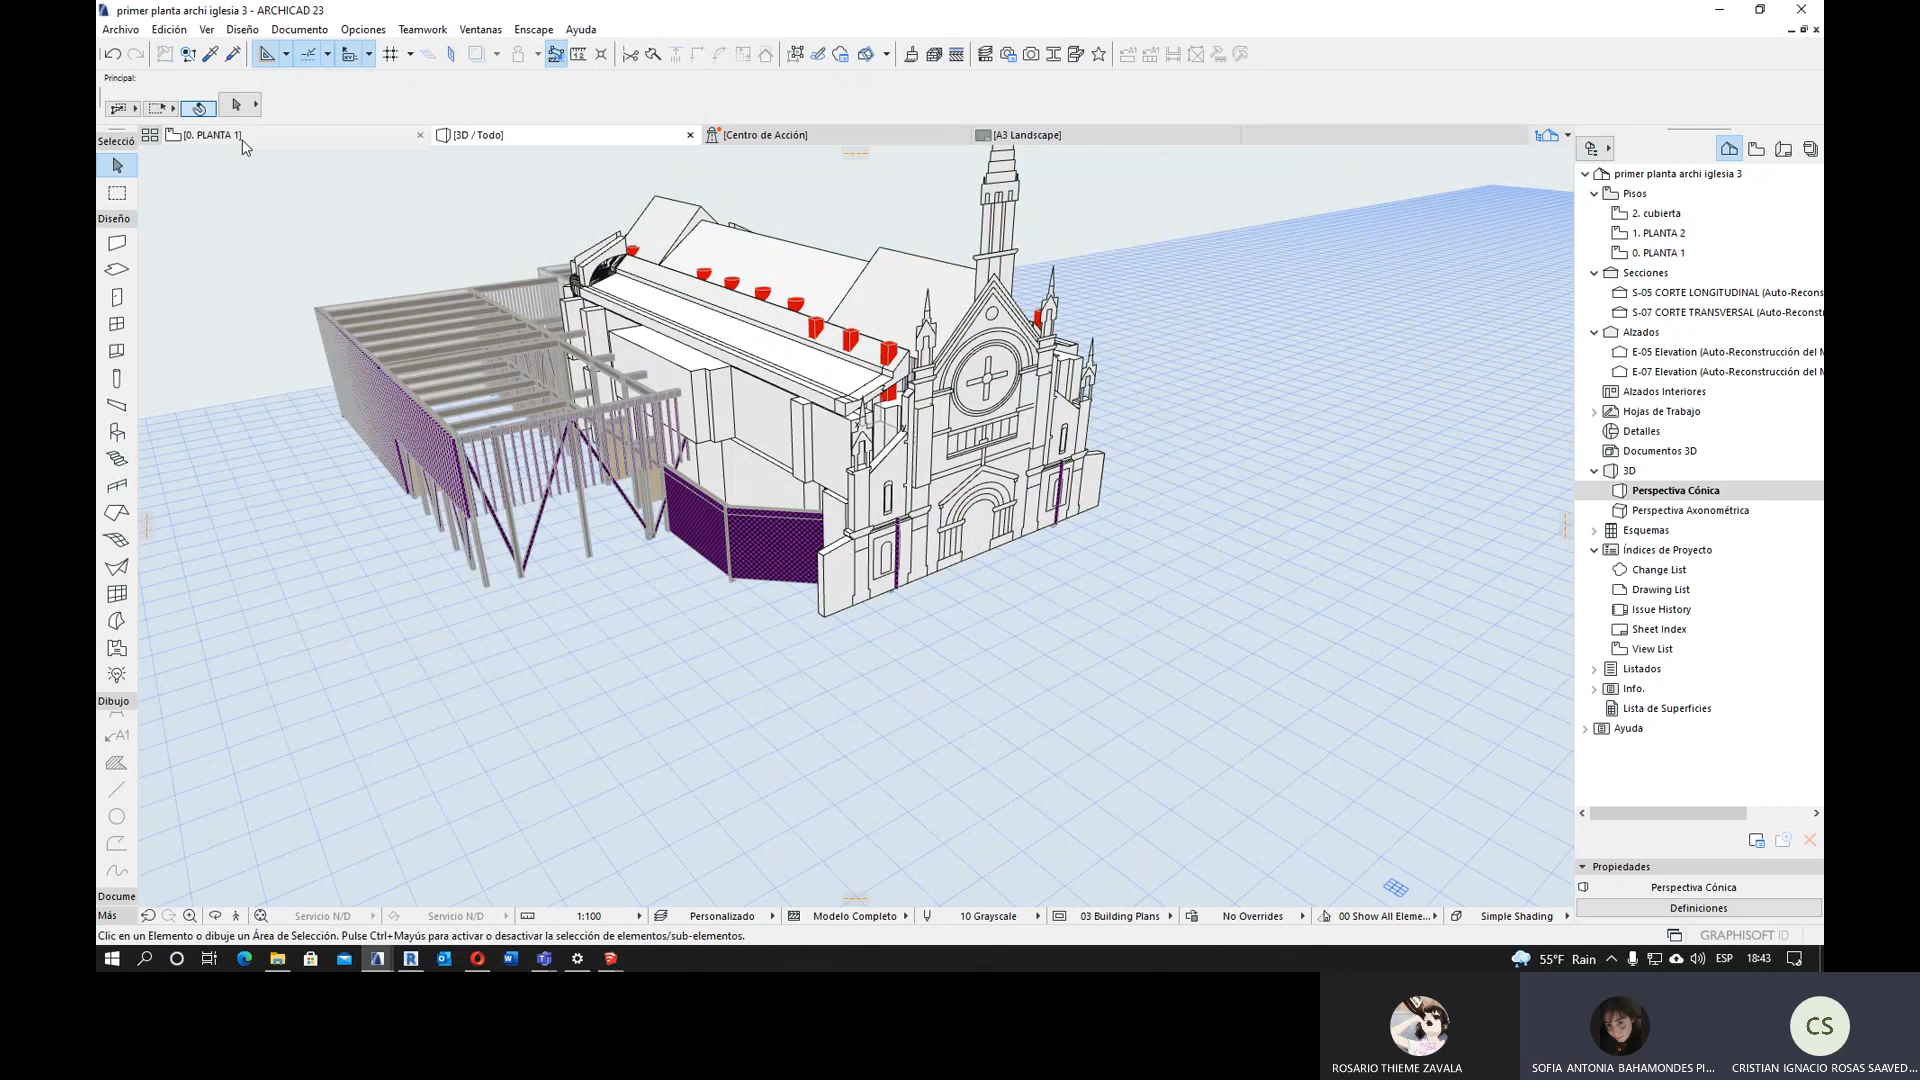 primer planta archi iglesia 3 - ARCHICAD 23
Archivo Edición Ver Diseño Documento Opciones Teamwork Ventanas Enscape Ayuda
Principal:
Selecció
[0. PLANTA 1]
[3D / Todo]
[Centro de Acción]
[A3 Landscape]
Diseño
Dibujo
A1
Docume
Más
primer planta archi iglesia 3
Pisos
2. cubierta
1. PLANTA 2
0. PLANTA 1
Secciones
S-05 CORTE LONGITUDINAL (Auto-Recons
S-07 CORTE TRANSVERSAL (Auto-Reconstr
Alzados
E-05 Elevation (Auto-Reconstrucción del M
E-07 Elevation (Auto-Reconstrucción del M
Alzados Interiores
Hojas de Trabajo
Detalles
Documentos 3D
3D
Perspectiva Cónica
Perspectiva Axonométrica
Esquemas
Índices de Proyecto
Change List
Drawing List
Issue History
Sheet Index
View List
Listados
Info.
Lista de Superficies
Ayuda
Propiedades
Perspectiva Cónica
Definiciones
Servicio N/D Servicio N/D 1:100 Personalizado Modelo Completo 10 Grayscale 03 Building Plans No Overrides 00 Show All Eleme... Simple Shading
Clic en un Elemento o dibuje un Área de Selección. Pulse Ctrl+Mayús para activar o desactivar la selección de elementos/sub-elementos.
GRAPHISOFT ID
55°F Rain ESP 18:43
CS
ROSARIO THIEME ZAVALA
SOFIA ANTONIA BAHAMONDES PI...
CRISTIAN IGNACIO ROSAS SAAVED...